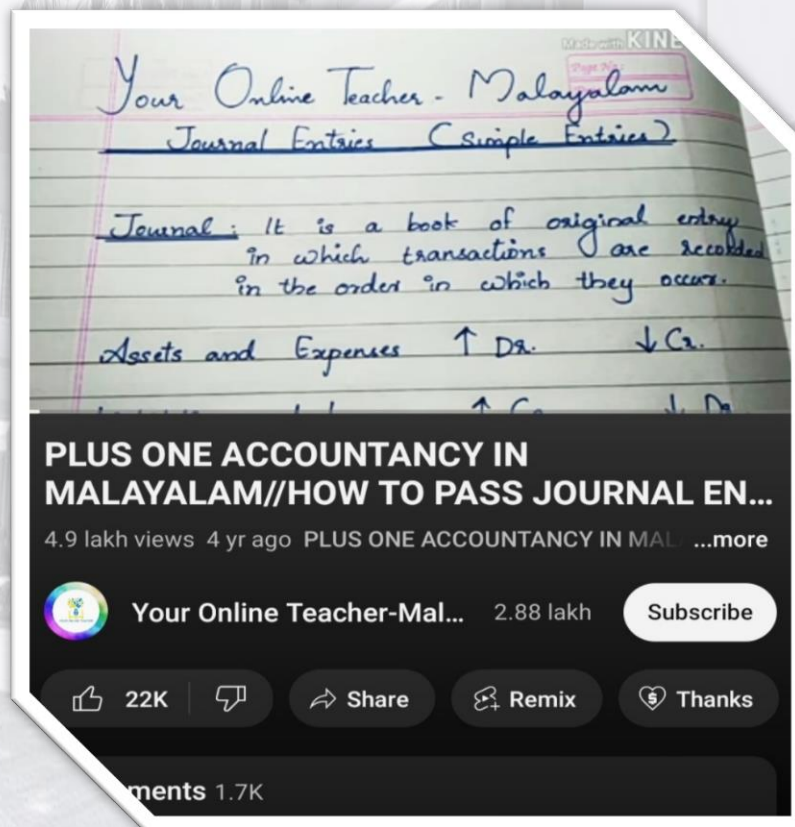 Made with KINE
Page No:
Your Online Teacher - Malayalam
Journal Entries (Simple Entries)
Journal : It is a book of original entry
in which transactions are recorded
in the order in which they occur.
Assets and Expenses ↑ Dr. ↓ Cr.
↑ Cr ↓ Dr
PLUS ONE ACCOUNTANCY IN
MALAYALAM//HOW TO PASS JOURNAL EN...
4.9 lakh views 4 yr ago PLUS ONE ACCOUNTANCY IN MAL ...more
Your Online Teacher-Mal... 2.88 lakh Subscribe
22K Share Remix Thanks
ments 1.7K